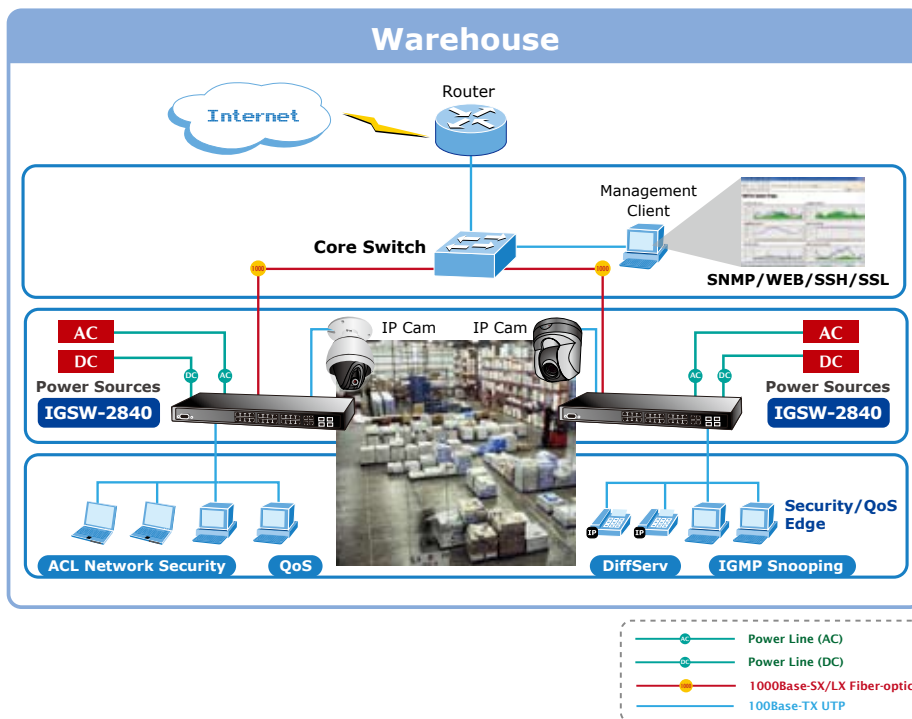 Warehouse
Internet
Router
Management
Client
Core Switch
1000
1000
SNMP/WEB/SSH/SSL
AC
DC
Power Sources
IGSW-2840
DC
AC
IP Cam
IP Cam
AC
DC
AC
DC
Power Sources
IGSW-2840
IP
IP
Security/QoS
Edge
ACL Network Security
QoS
DiffServ
IGMP Snooping
AC
Power Line (AC)
DC
Power Line (DC)
1000
1000Base-SX/LX Fiber-optic
100Base-TX UTP